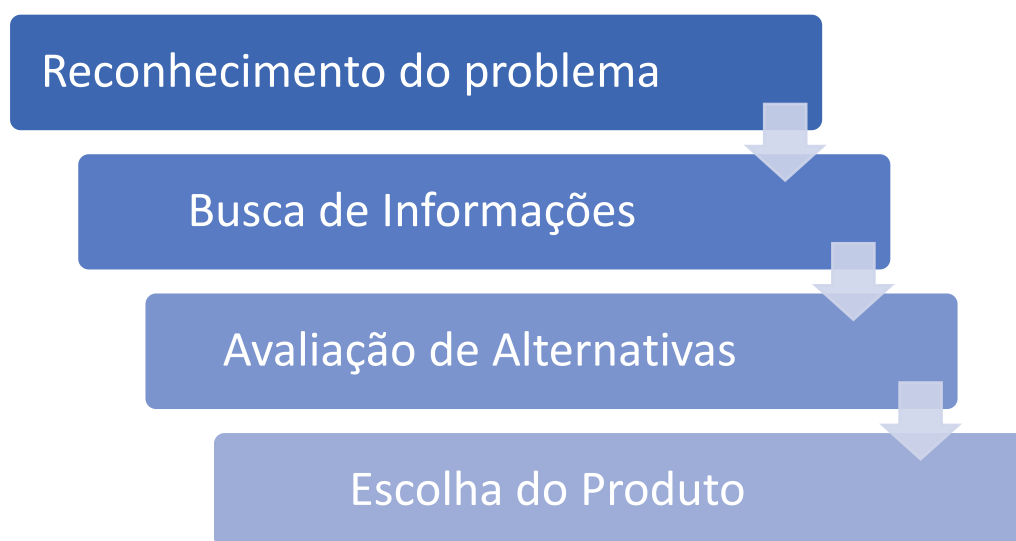 Reconhecimento do problema
Busca de Informações
Avaliação de Alternativas
Escolha do Produto